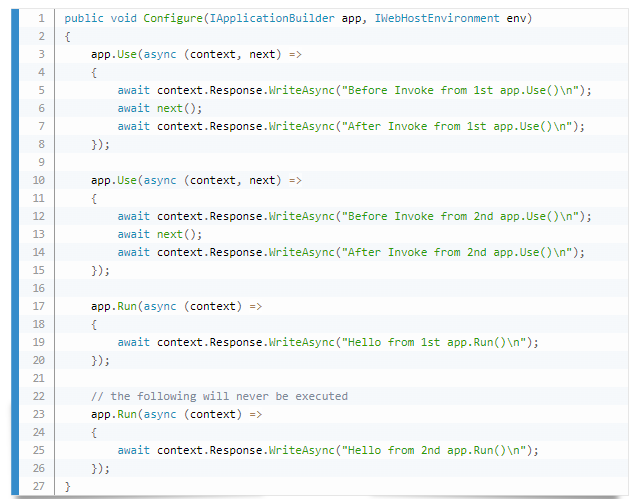 1 public void Configure(IApplicationBuilder app, IWebHostEnvironment env)
2 {
3     app.Use(async (context, next) =>
4     {
5         await context.Response.WriteAsync("Before Invoke from 1st app.Use()\n");
6         await next();
7         await context.Response.WriteAsync("After Invoke from 1st app.Use()\n");
8     });
9
10     app.Use(async (context, next) =>
11     {
12         await context.Response.WriteAsync("Before Invoke from 2nd app.Use()\n");
13         await next();
14         await context.Response.WriteAsync("After Invoke from 2nd app.Use()\n");
15     });
16
17     app.Run(async (context) =>
18     {
19         await context.Response.WriteAsync("Hello from 1st app.Run()\n");
20     });
21
22     // the following will never be executed
23     app.Run(async (context) =>
24     {
25         await context.Response.WriteAsync("Hello from 2nd app.Run()\n");
26     });
27 }